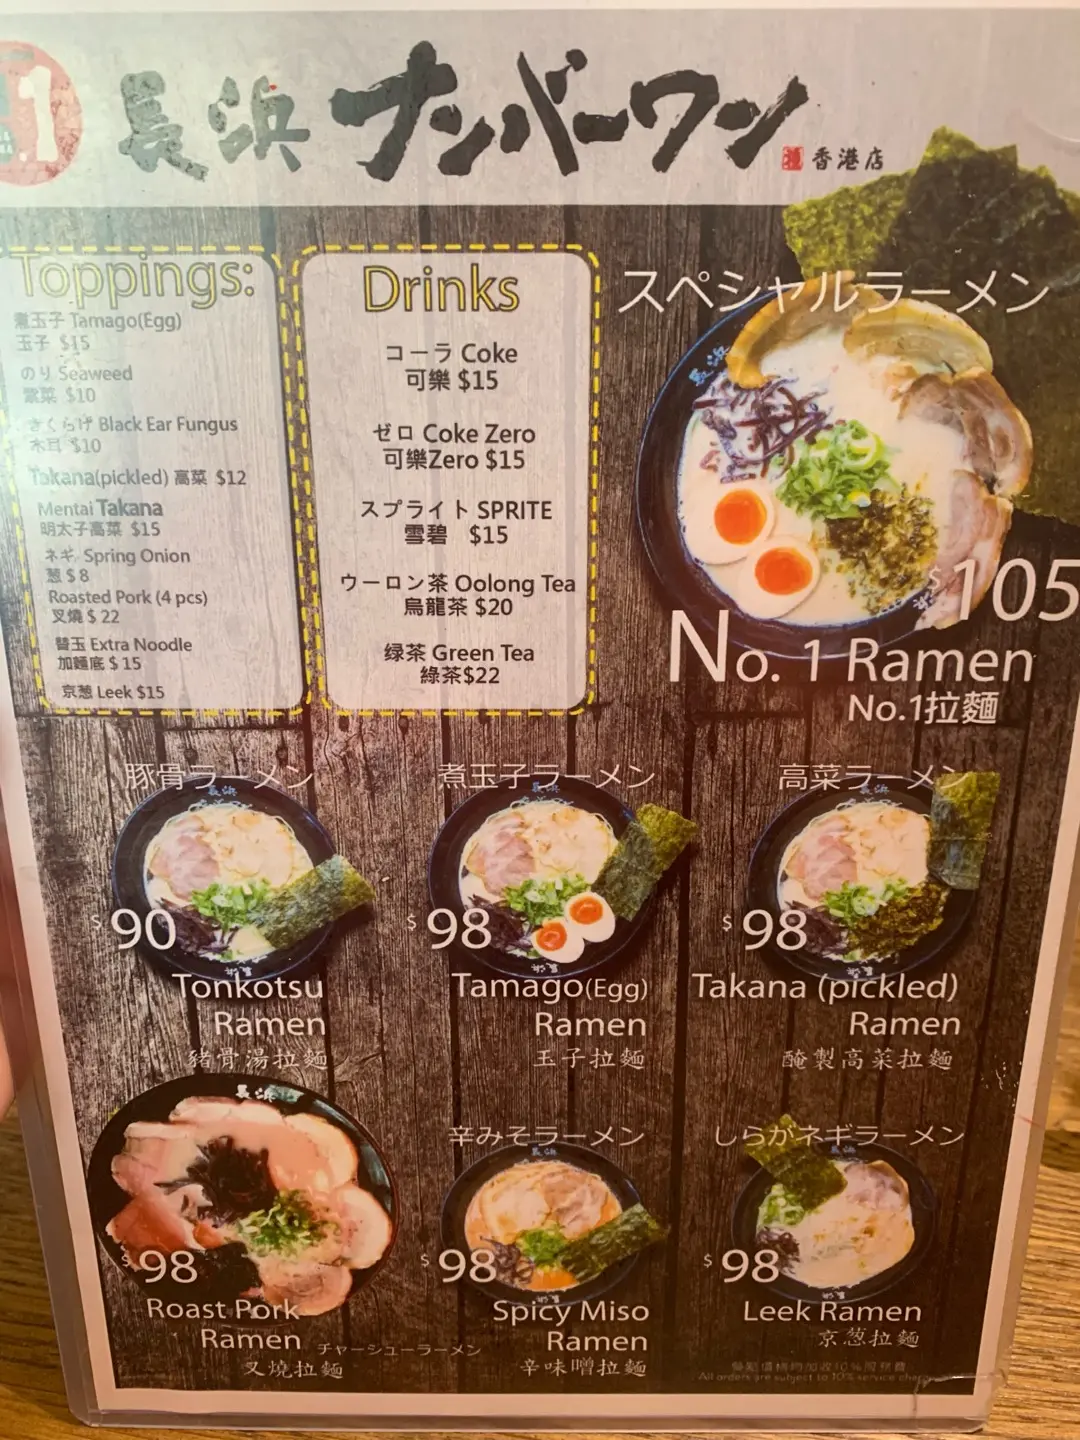 1
長浜 ナンバーワン
香港店
Toppings:
煮玉子 Tamago(Egg)
玉子 $15
のり Seaweed
紫菜 $10
きくらげ Black Ear Fungus
木耳 $10
Takana(pickled) 高菜 $12
Mentai Takana
明太子高菜 $15
ネギ Spring Onion
葱 $ 8
Roasted Pork (4 pcs)
叉燒 $ 22
替玉 Extra Noodle
加麵底 $ 15
京葱 Leek $15
Drinks
コーラ Coke
可樂 $15
ゼロ Coke Zero
可樂Zero $15
スプライト SPRITE
雪碧 $15
ウーロン茶 Oolong Tea
烏龍茶 $20
绿茶 Green Tea
綠茶$22
スペシャルラーメン
長浜
$105
No. 1 Ramen
No.1拉麵
豚骨ラーメン
$90
Tonkotsu
Ramen
豬骨湯拉麵
煮玉子ラーメン
$98
Tamago(Egg)
Ramen
玉子拉麵
高菜ラーメン
$98
Takana (pickled)
Ramen
醃製高菜拉麵
長浜
$98
Roast Pork
Ramen
チャーシューラーメン
叉燒拉麵
辛みそラーメン
$98
Spicy Miso
Ramen
辛味噌拉麵
しらがネギラーメン
$98
Leek Ramen
京葱拉麵
All orders are subject to 10% service